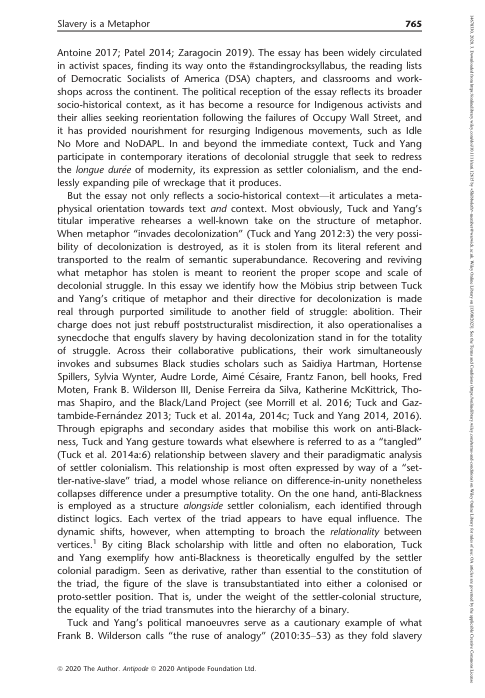 Slavery is a Metaphor 765
Antoine 2017; Patel 2014; Zaragocin 2019). The essay has been widely circulated
in activist spaces, finding its way onto the #standingrocksyllabus, the reading lists
of Democratic Socialists of America (DSA) chapters, and classrooms and work-
shops across the continent. The political reception of the essay reflects its broader
socio-historical context, as it has become a resource for Indigenous activists and
their allies seeking reorientation following the failures of Occupy Wall Street, and
it has provided nourishment for resurging Indigenous movements, such as Idle
No More and NoDAPL. In and beyond the immediate context, Tuck and Yang
participate in contemporary iterations of decolonial struggle that seek to redress
the longue durée of modernity, its expression as settler colonialism, and the end-
lessly expanding pile of wreckage that it produces.
But the essay not only reflects a socio-historical context—it articulates a meta-
physical orientation towards text and context. Most obviously, Tuck and Yang's
titular imperative rehearses a well-known take on the structure of metaphor.
When metaphor "invades decolonization" (Tuck and Yang 2012:3) the very possi-
bility of decolonization is destroyed, as it is stolen from its literal referent and
transported to the realm of semantic superabundance. Recovering and reviving
what metaphor has stolen is meant to reorient the proper scope and scale of
decolonial struggle. In this essay we identify how the Möbius strip between Tuck
and Yang's critique of metaphor and their directive for decolonization is made
real through purported similitude to another field of struggle: abolition. Their
charge does not just rebuff poststructuralist misdirection, it also operationalises a
synecdoche that engulfs slavery by having decolonization stand in for the totality
of struggle. Across their collaborative publications, their work simultaneously
invokes and subsumes Black studies scholars such as Saidiya Hartman, Hortense
Spillers, Sylvia Wynter, Audre Lorde, Aimé Césaire, Frantz Fanon, bell hooks, Fred
Moten, Frank B. Wilderson III, Denise Ferreira da Silva, Katherine McKittrick, Tho-
mas Shapiro, and the Black/Land Project (see Morrill et al. 2016; Tuck and Gaz-
tambide-Fernández 2013; Tuck et al. 2014a, 2014c; Tuck and Yang 2014, 2016).
Through epigraphs and secondary asides that mobilise this work on anti-Black-
ness, Tuck and Yang gesture towards what elsewhere is referred to as a "tangled"
(Tuck et al. 2014a:6) relationship between slavery and their paradigmatic analysis
of settler colonialism. This relationship is most often expressed by way of a "set-
tler-native-slave" triad, a model whose reliance on difference-in-unity nonetheless
collapses difference under a presumptive totality. On the one hand, anti-Blackness
is employed as a structure alongside settler colonialism, each identified through
distinct logics. Each vertex of the triad appears to have equal influence. The
dynamic shifts, however, when attempting to broach the relationality between
vertices.1 By citing Black scholarship with little and often no elaboration, Tuck
and Yang exemplify how anti-Blackness is theoretically engulfed by the settler
colonial paradigm. Seen as derivative, rather than essential to the constitution of
the triad, the figure of the slave is transubstantiated into either a colonised or
proto-settler position. That is, under the weight of the settler-colonial structure,
the equality of the triad transmutes into the hierarchy of a binary.
Tuck and Yang's political manoeuvres serve as a cautionary example of what
Frank B. Wilderson calls "the ruse of analogy" (2010:35–53) as they fold slavery
© 2020 The Author. Antipode © 2020 Antipode Foundation Ltd.